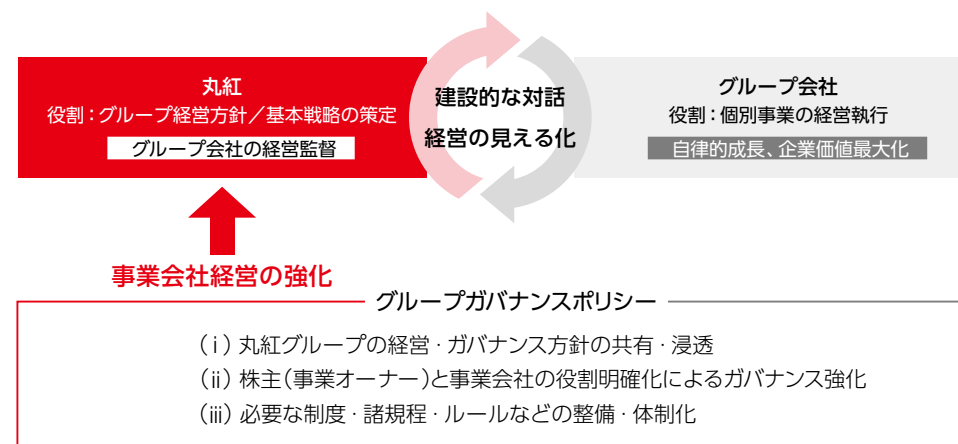 丸紅
役割：グループ経営方針／基本戦略の策定
グループ会社の経営監督
建設的な対話
経営の見える化
グループ会社
役割：個別事業の経営執行
自律的成長、企業価値最大化
事業会社経営の強化
グループガバナンスポリシー
（ⅰ）丸紅グループの経営・ガバナンス方針の共有・浸透
（ⅱ）株主（事業オーナー）と事業会社の役割明確化によるガバナンス強化
（ⅲ）必要な制度・諸規程・ルールなどの整備・体制化